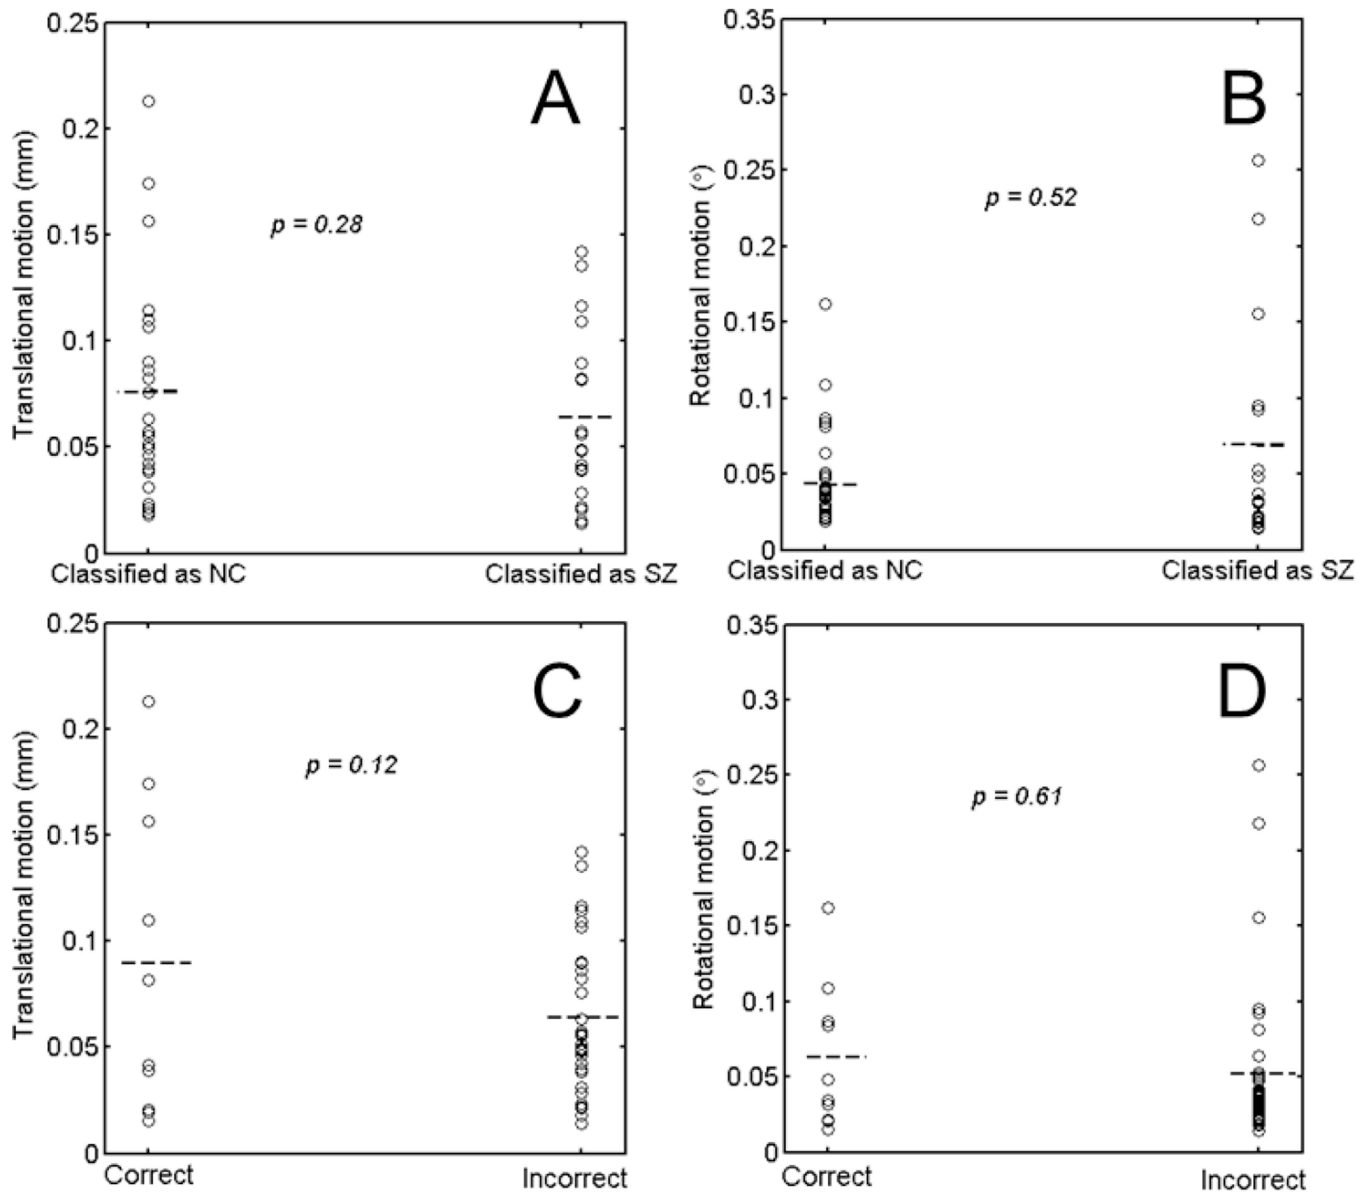 0.25
0.2
0.15
0.1
0.05
0
Translational motion (mm)
A
p = 0.28
Classified as NC
Classified as SZ
0.35
0.3
0.25
0.2
0.15
0.1
0.05
0
Rotational motion (°)
B
p = 0.52
Classified as NC
Classified as SZ
0.25
0.2
0.15
0.1
0.05
0
Translational motion (mm)
C
p = 0.12
Correct
Incorrect
0.35
0.3
0.25
0.2
0.15
0.1
0.05
0
Rotational motion (°)
D
p = 0.61
Correct
Incorrect